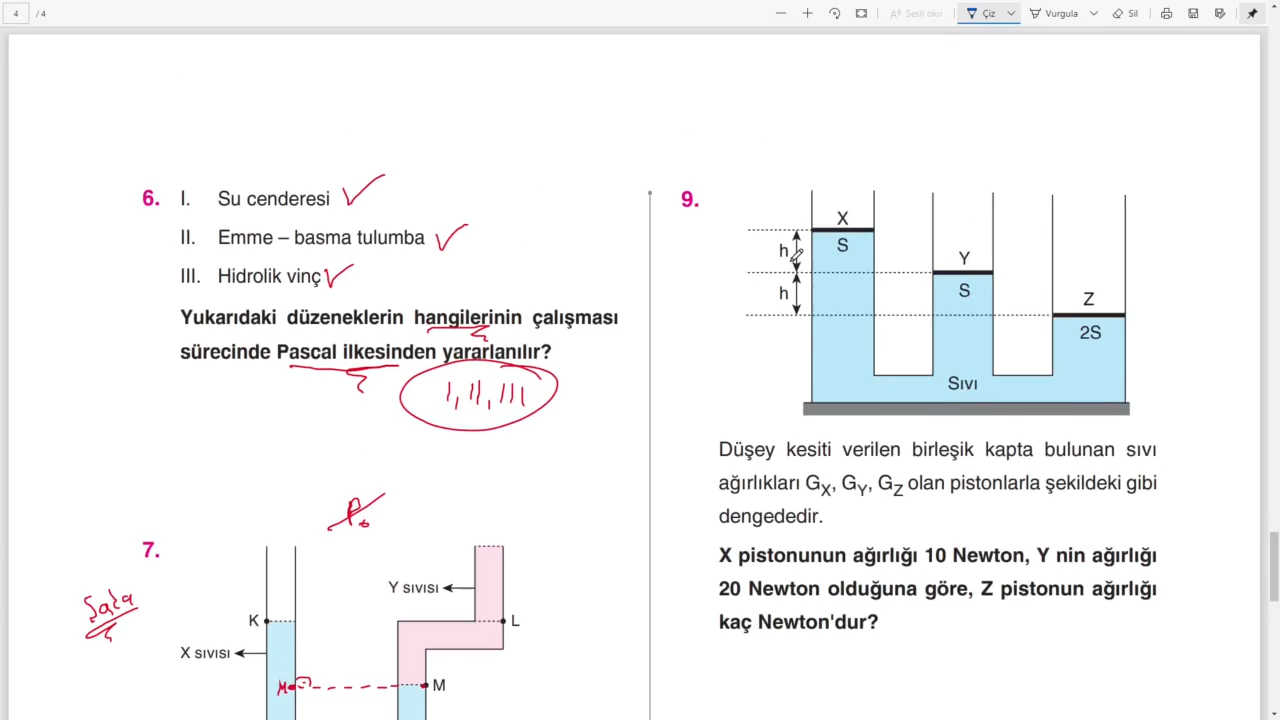 4 / 4
Sesli oku
Çiz
Vurgula
Sil
6. I. Su cenderesi
II. Emme – basma tulumba
III. Hidrolik vinç
Yukarıdaki düzeneklerin hangilerinin çalışması
sürecinde Pascal ilkesinden yararlanılır?
I, II, III
P₀
7.
Y sıvısı
K
L
X sıvısı
M
M
9.
X
S
h
Y
S
h
Z
2S
Sıvı
Düşey kesiti verilen birleşik kapta bulunan sıvı
ağırlıkları GX, GY, GZ olan pistonlarla şekildeki gibi
dengededir.
X pistonunun ağırlığı 10 Newton, Y nin ağırlığı
20 Newton olduğuna göre, Z pistonun ağırlığı
kaç Newton'dur?